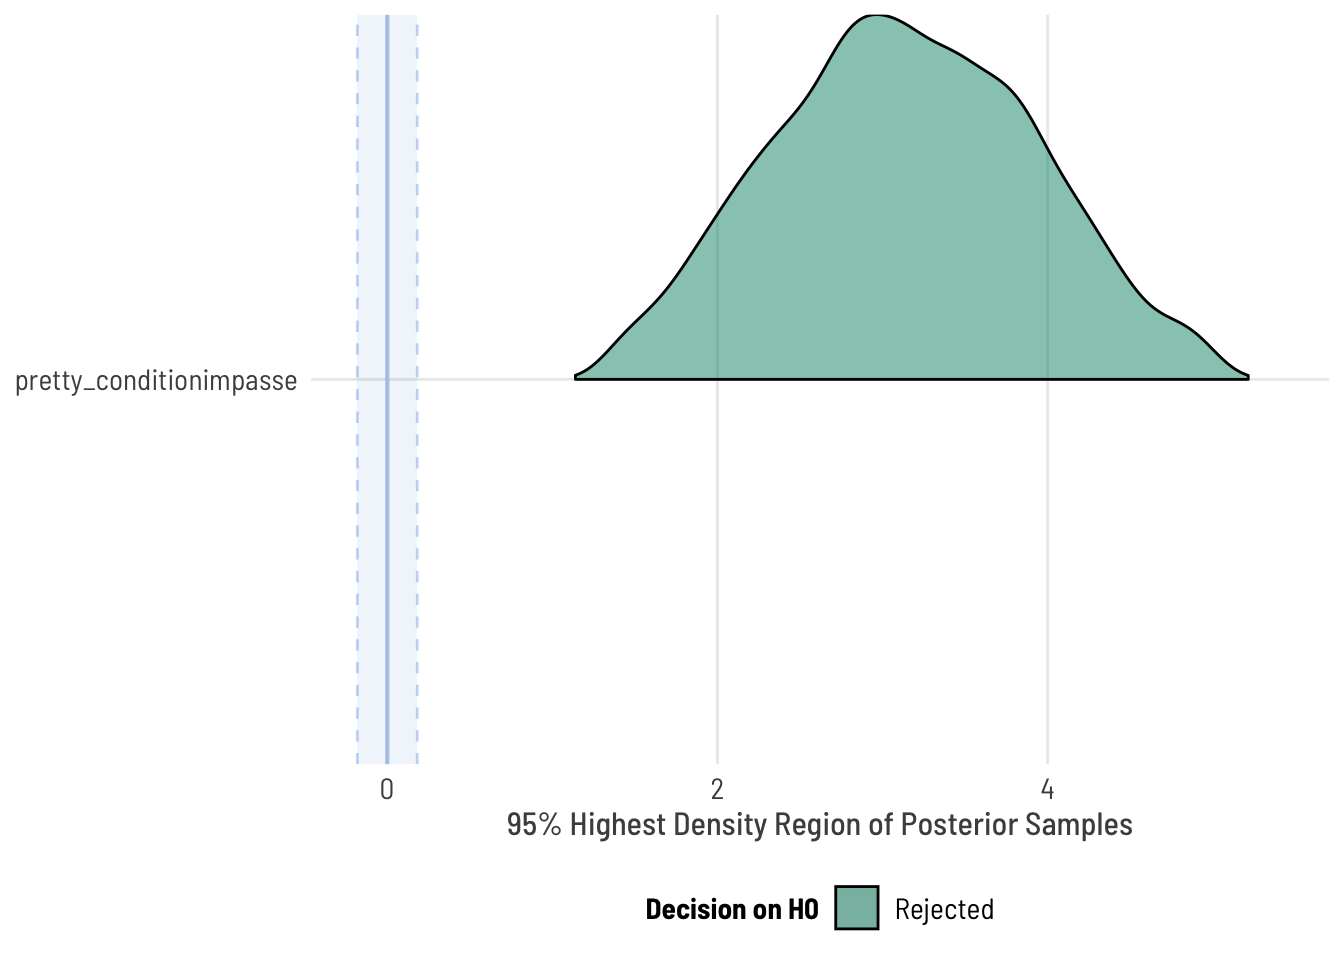 pretty_conditionimpasse
0 2 4
95% Highest Density Region of Posterior Samples
Decision on H0 Rejected